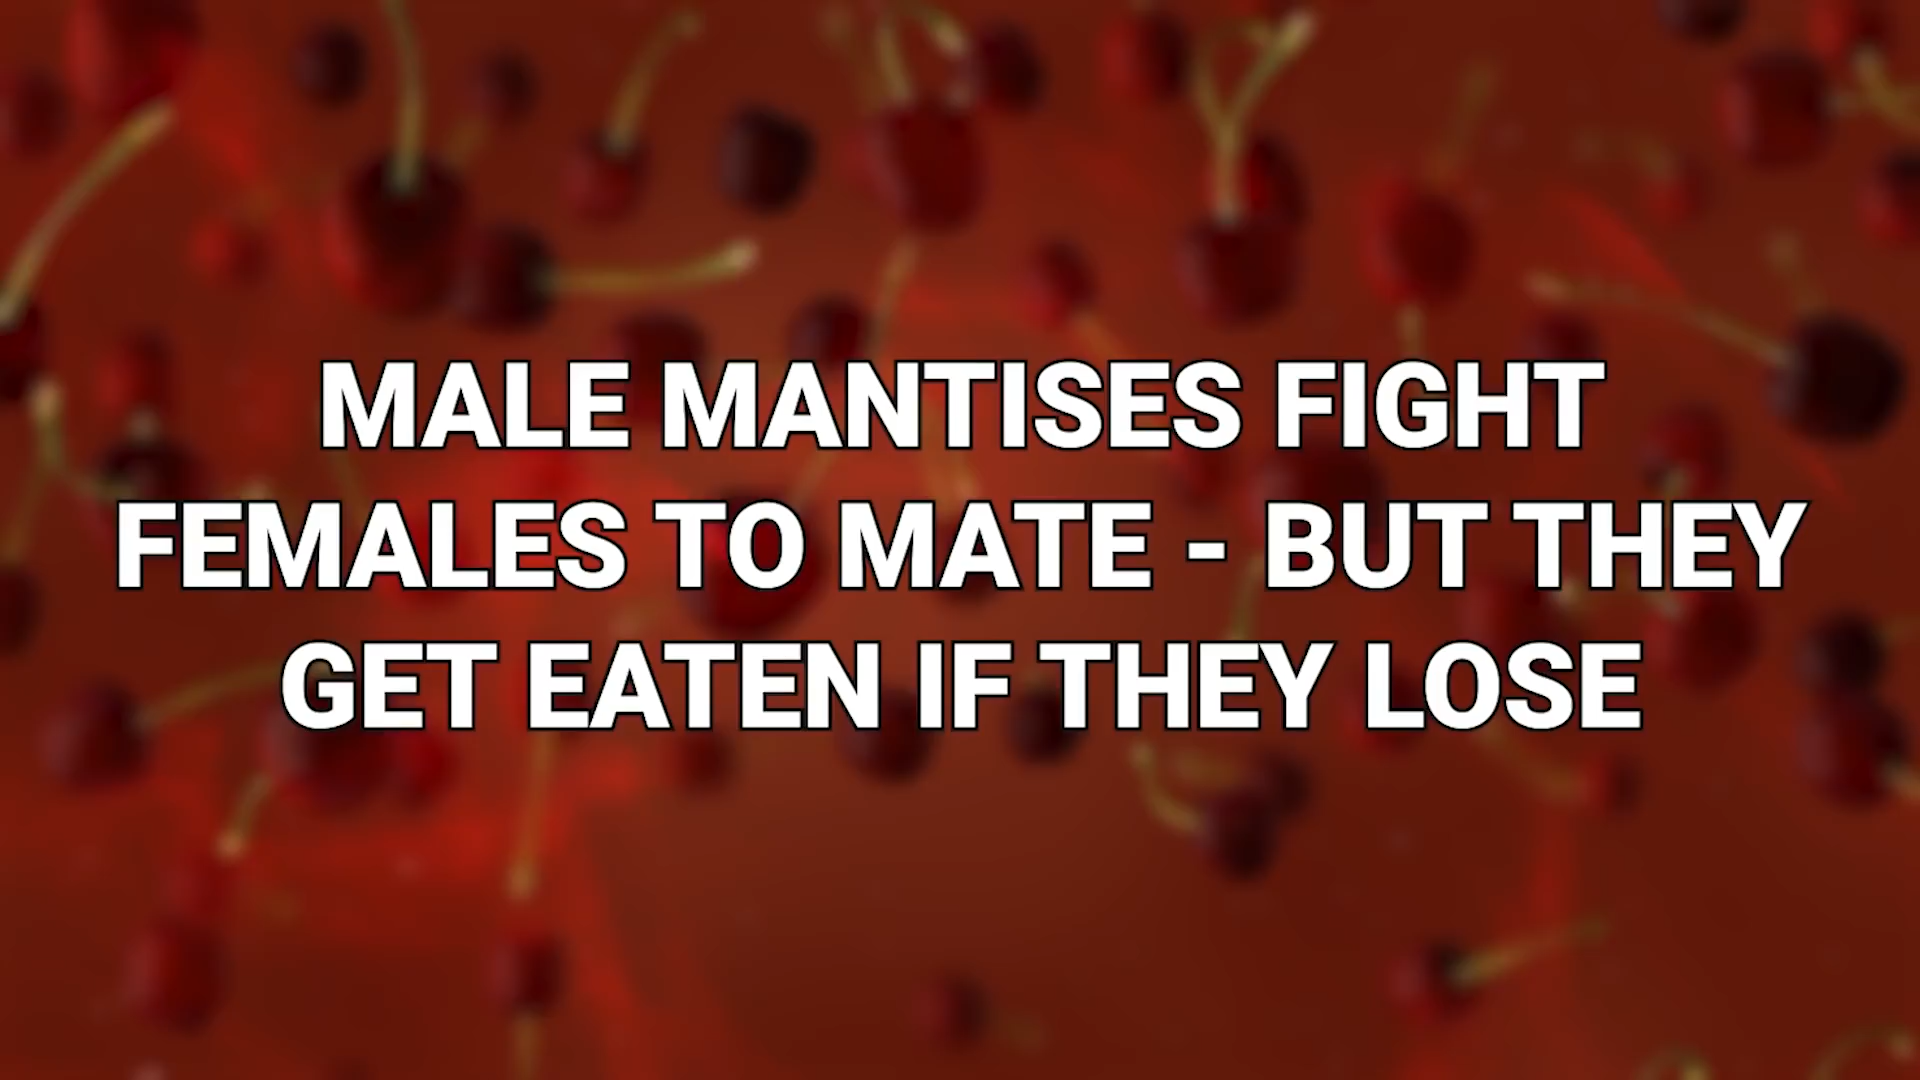 MALE MANTISES FIGHT
FEMALES TO MATE - BUT THEY
GET EATEN IF THEY LOSE